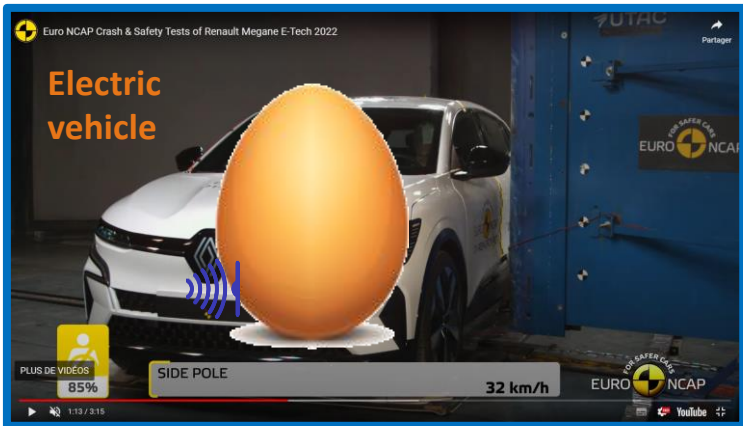 Euro NCAP Crash & Safety Tests of Renault Megane E-Tech 2022
UTAC
Partager
Electric
vehicle
FOR SAFER CARS
EURO NCAP
PLUS DE VIDÉOS
85%
SIDE POLE
32 km/h
FOR SAFER CARS
EURO NCAP
1:13 / 3:15
YouTube